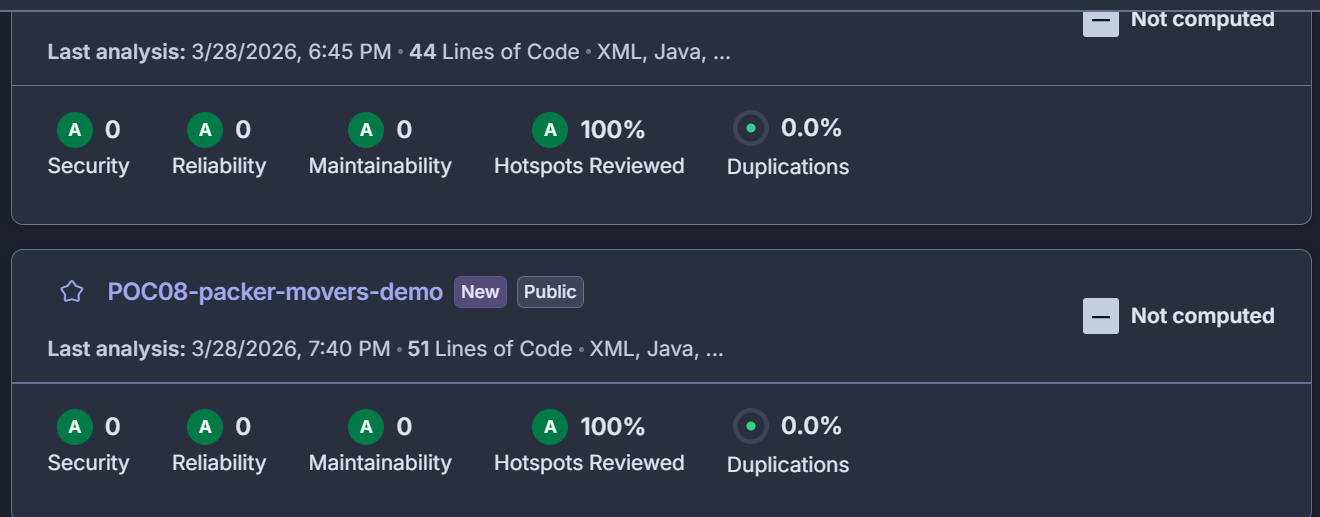 Not computed
Last analysis: 3/28/2026, 6:45 PM • 44 Lines of Code • XML, Java, ...
A 0 A 0 A 0 A 100% 0.0%
Security Reliability Maintainability Hotspots Reviewed Duplications
POC08-packer-movers-demo New Public
Not computed
Last analysis: 3/28/2026, 7:40 PM • 51 Lines of Code • XML, Java, ...
A 0 A 0 A 0 A 100% 0.0%
Security Reliability Maintainability Hotspots Reviewed Duplications